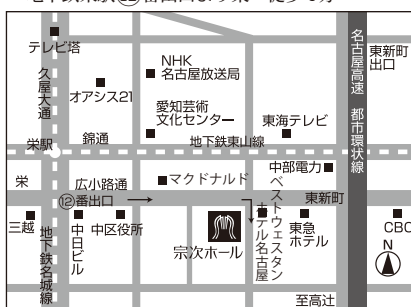 テレビ塔
久屋大通
オアシス21
NHK
名古屋放送局
愛知芸術
文化センター
東海テレビ
名古屋高速 都市環状線
東新町
出口
錦通
地下鉄東山線
栄駅
栄
広小路通
マクドナルド
中部電力
東新町
⑫番出口
三越
地下鉄名城線
中日ビル
中区役所
宗次ホール
ベストウェスタン
ホテル名古屋
東急
ホテル
CBC
N
至高辻